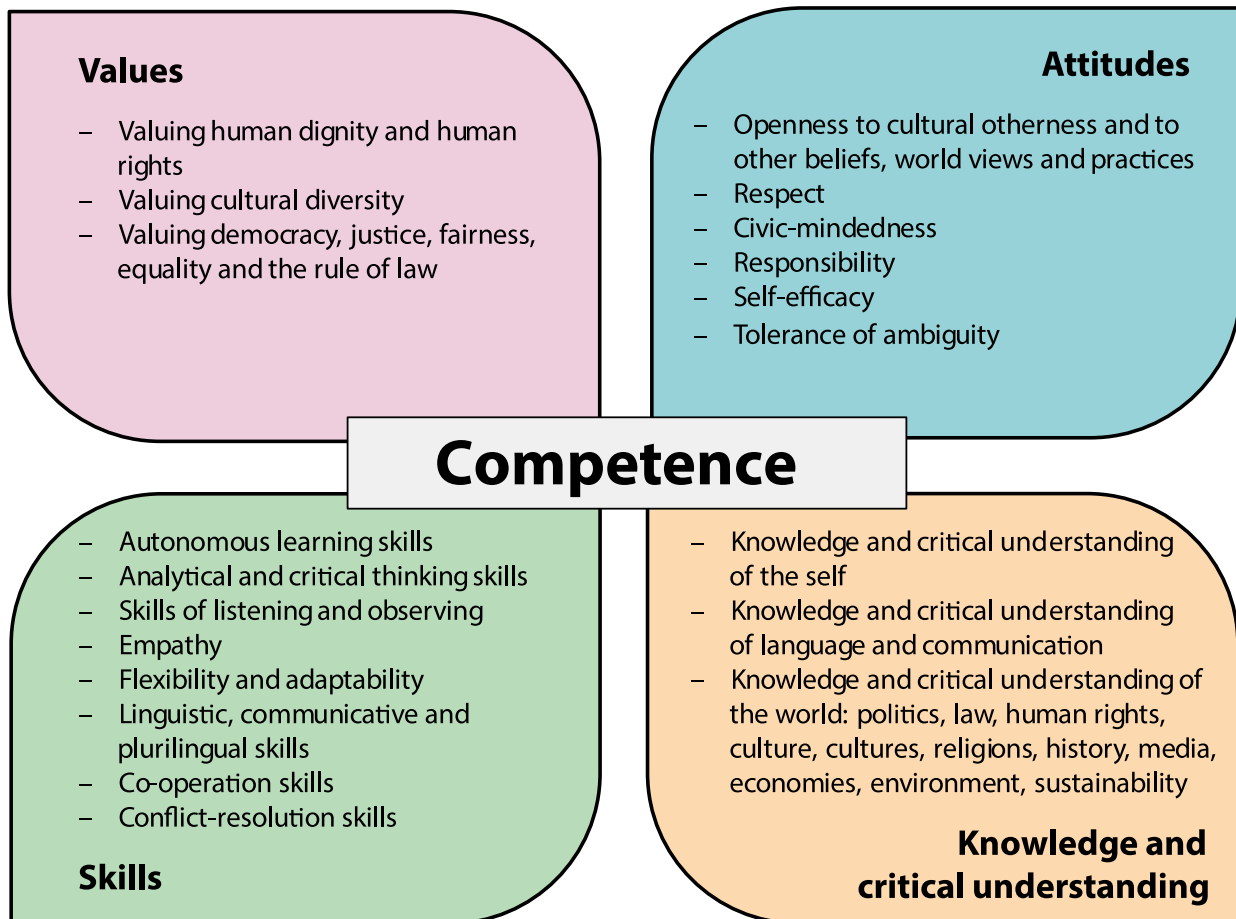 Values
– Valuing human dignity and human
rights
– Valuing cultural diversity
– Valuing democracy, justice, fairness,
equality and the rule of law
Attitudes
– Openness to cultural otherness and to
other beliefs, world views and practices
– Respect
– Civic-mindedness
– Responsibility
– Self-efficacy
– Tolerance of ambiguity
Competence
– Autonomous learning skills
– Analytical and critical thinking skills
– Skills of listening and observing
– Empathy
– Flexibility and adaptability
– Linguistic, communicative and
plurilingual skills
– Co-operation skills
– Conflict-resolution skills
Skills
– Knowledge and critical understanding
of the self
– Knowledge and critical understanding
of language and communication
– Knowledge and critical understanding of
the world: politics, law, human rights,
culture, cultures, religions, history, media,
economies, environment, sustainability
Knowledge and
critical understanding